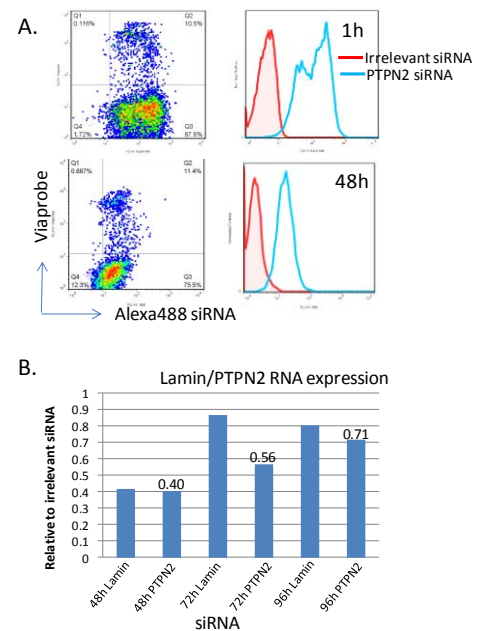 A.
Q1
0.116%
Q2
10.5%
Q4
1.72%
Q3
87.6%
1h
Irrelevant siRNA
PTPN2 siRNA
Q1
0.687%
Q2
11.4%
Q4
12.3%
Q3
75.5%
48h
Viaprobe
Alexa488 siRNA
B.
Lamin/PTPN2 RNA expression
Relative to irrelevant siRNA
1
0.9
0.8
0.7
0.6
0.5
0.4
0.3
0.2
0.1
0
0.40
0.56
0.71
48h Lamin
48h PTPN2
72h Lamin
72h PTPN2
96h Lamin
96h PTPN2
siRNA